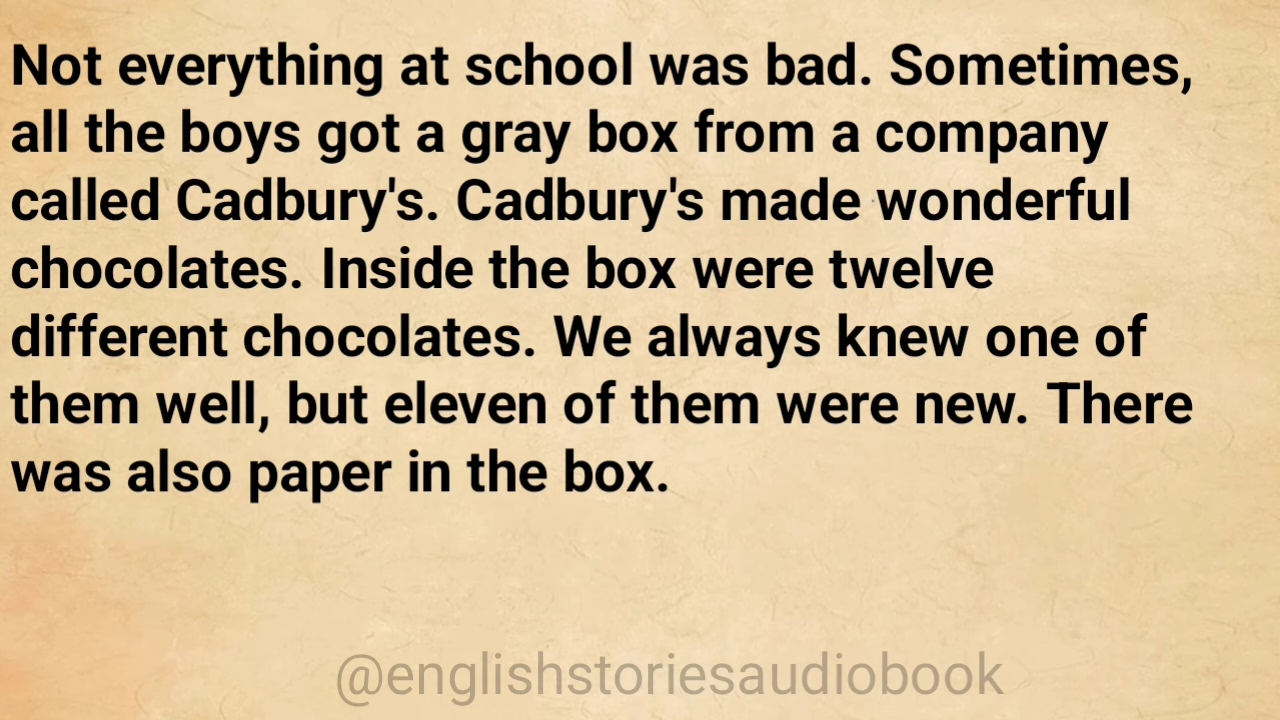 Not everything at school was bad. Sometimes,
all the boys got a gray box from a company
called Cadbury's. Cadbury's made wonderful
chocolates. Inside the box were twelve
different chocolates. We always knew one of
them well, but eleven of them were new. There
was also paper in the box.
@englishstoriesaudiobook